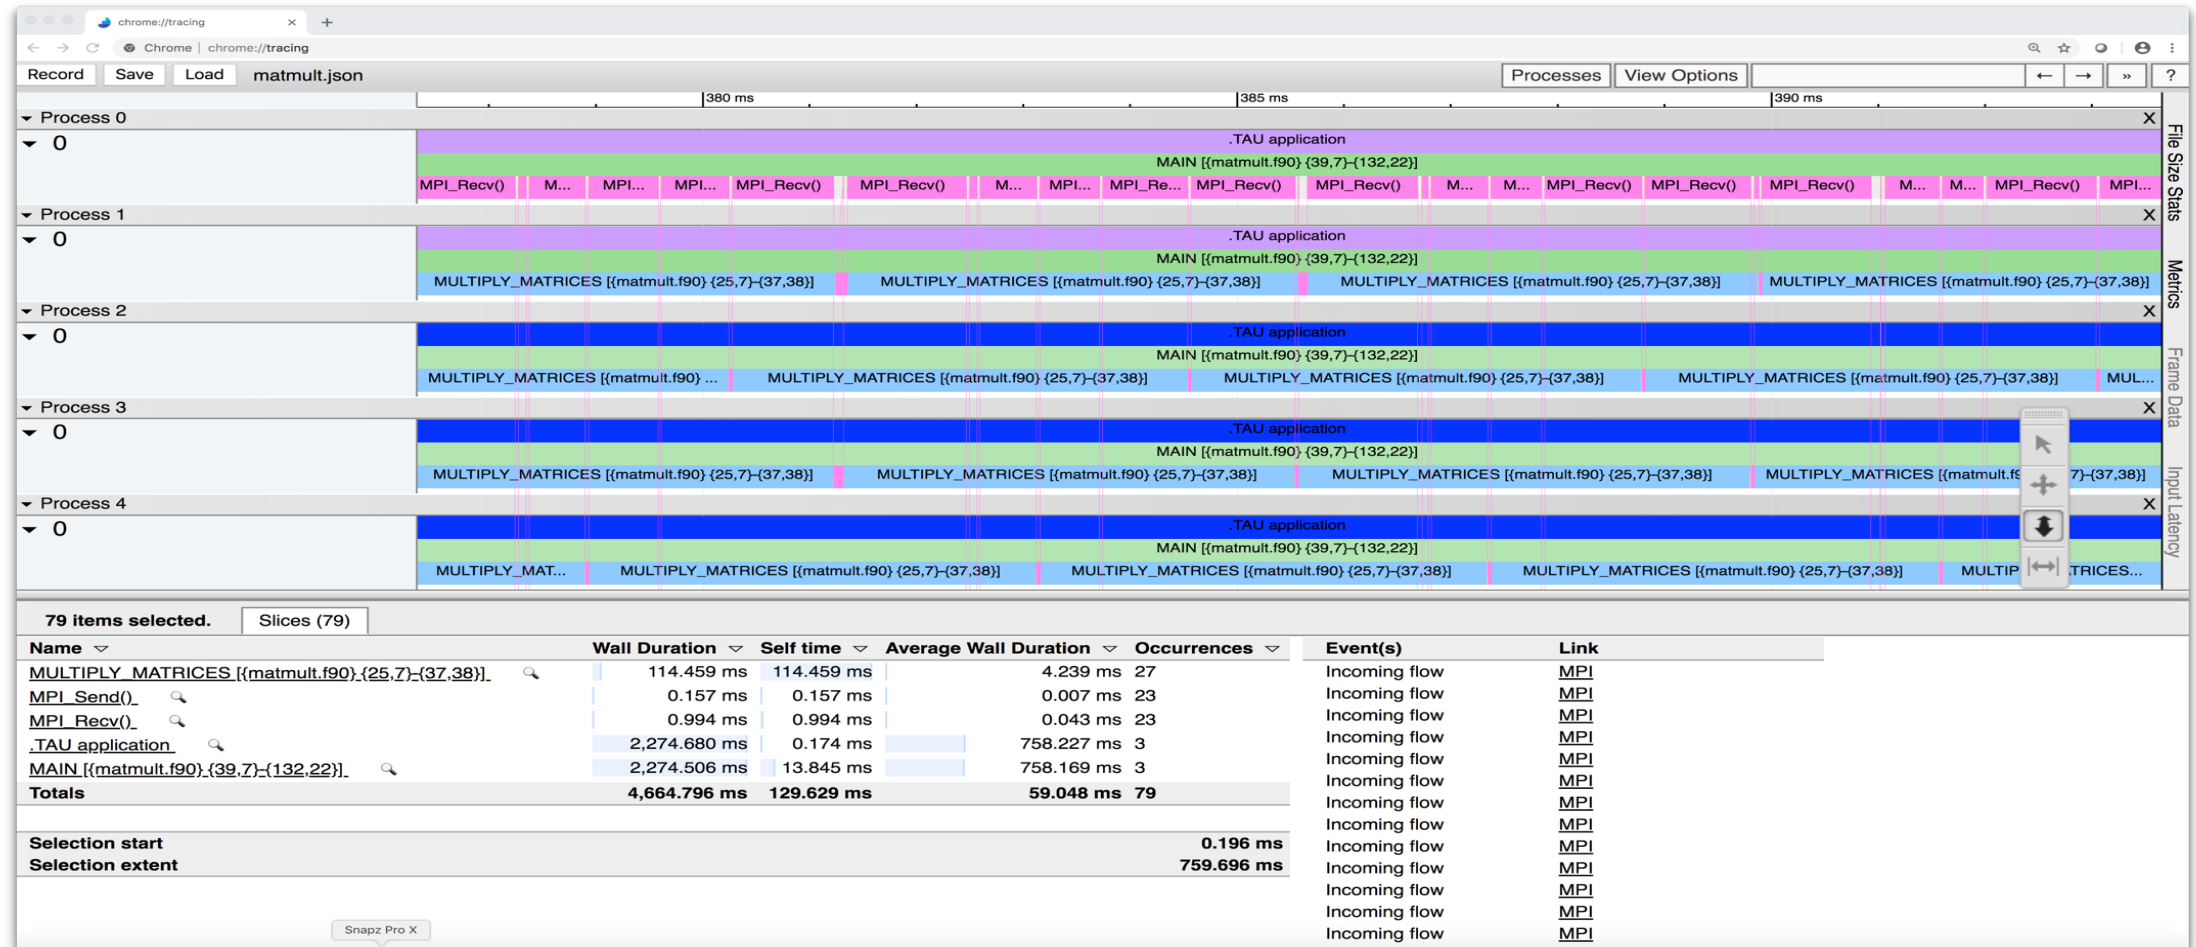 chrome://tracing × +
Chrome | chrome://tracing
Record Save Load matmult.json Processes View Options ← → » ?
380 ms 385 ms 390 ms
Process 0 X
0 .TAU application
MAIN [{matmult.f90} {39,7}-{132,22}]
MPI_Recv() M... MPI... MPI... MPI_Recv() MPI_Recv() M... MPI... MPI_Re... MPI_Recv() MPI_Recv() M... M... MPI_Recv() MPI_Recv() MPI_Recv() M... M... MPI_Recv() MPI...
Process 1 X
0 .TAU application
MAIN [{matmult.f90} {39,7}-{132,22}]
MULTIPLY_MATRICES [{matmult.f90} {25,7}-{37,38}] MULTIPLY_MATRICES [{matmult.f90} {25,7}-{37,38}] MULTIPLY_MATRICES [{matmult.f90} {25,7}-{37,38}] MULTIPLY_MATRICES [{matmult.f90} {25,7}-{37,38}]
Process 2 X
0 .TAU application
MAIN [{matmult.f90} {39,7}-{132,22}]
MULTIPLY_MATRICES [{matmult.f90} ... MULTIPLY_MATRICES [{matmult.f90} {25,7}-{37,38}] MULTIPLY_MATRICES [{matmult.f90} {25,7}-{37,38}] MULTIPLY_MATRICES [{matmult.f90} {25,7}-{37,38}] MUL...
Process 3 X
0 .TAU application
MAIN [{matmult.f90} {39,7}-{132,22}]
MULTIPLY_MATRICES [{matmult.f90} {25,7}-{37,38}] MULTIPLY_MATRICES [{matmult.f90} {25,7}-{37,38}] MULTIPLY_MATRICES [{matmult.f90} {25,7}-{37,38}] MULTIPLY_MATRICES [{matmult.f9 7}-{37,38}]
Process 4 X
0 .TAU application
MAIN [{matmult.f90} {39,7}-{132,22}]
MULTIPLY_MAT... MULTIPLY_MATRICES [{matmult.f90} {25,7}-{37,38}] MULTIPLY_MATRICES [{matmult.f90} {25,7}-{37,38}] MULTIPLY_MATRICES [{matmult.f90} {25,7}-{37,38}] MULTIP TRICES...
File Size Stats
Metrics
Frame Data
Input Latency
79 items selected. Slices (79)
Name Wall Duration Self time Average Wall Duration Occurrences Event(s) Link
MULTIPLY_MATRICES [{matmult.f90} {25,7}-{37,38}] 114.459 ms 114.459 ms 4.239 ms 27
MPI_Send() 0.157 ms 0.157 ms 0.007 ms 23
MPI_Recv() 0.994 ms 0.994 ms 0.043 ms 23
.TAU application 2,274.680 ms 0.174 ms 758.227 ms 3
MAIN [{matmult.f90} {39,7}-{132,22}] 2,274.506 ms 13.845 ms 758.169 ms 3
Totals 4,664.796 ms 129.629 ms 59.048 ms 79
Selection start 0.196 ms
Selection extent 759.696 ms
Incoming flow MPI
Incoming flow MPI
Incoming flow MPI
Incoming flow MPI
Incoming flow MPI
Incoming flow MPI
Incoming flow MPI
Incoming flow MPI
Incoming flow MPI
Incoming flow MPI
Incoming flow MPI
Incoming flow MPI
Incoming flow MPI
Snapz Pro X